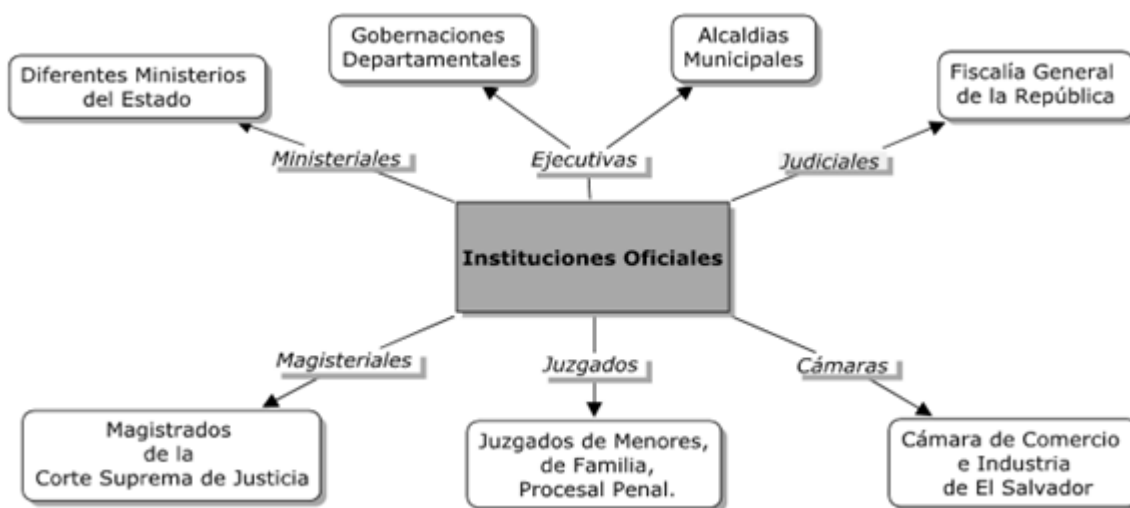 Gobernaciones
Departamentales
Alcaldias
Municipales
Diferentes Ministerios
del Estado
Fiscalía General
de la República
Ministeriales
Ejecutivas
Judiciales
Instituciones Oficiales
Magisteriales
Juzgados
Cámaras
Magistrados
de la
Corte Suprema de Justicia
Juzgados de Menores,
de Familia,
Procesal Penal.
Cámara de Comercio
e Industria
de El Salvador